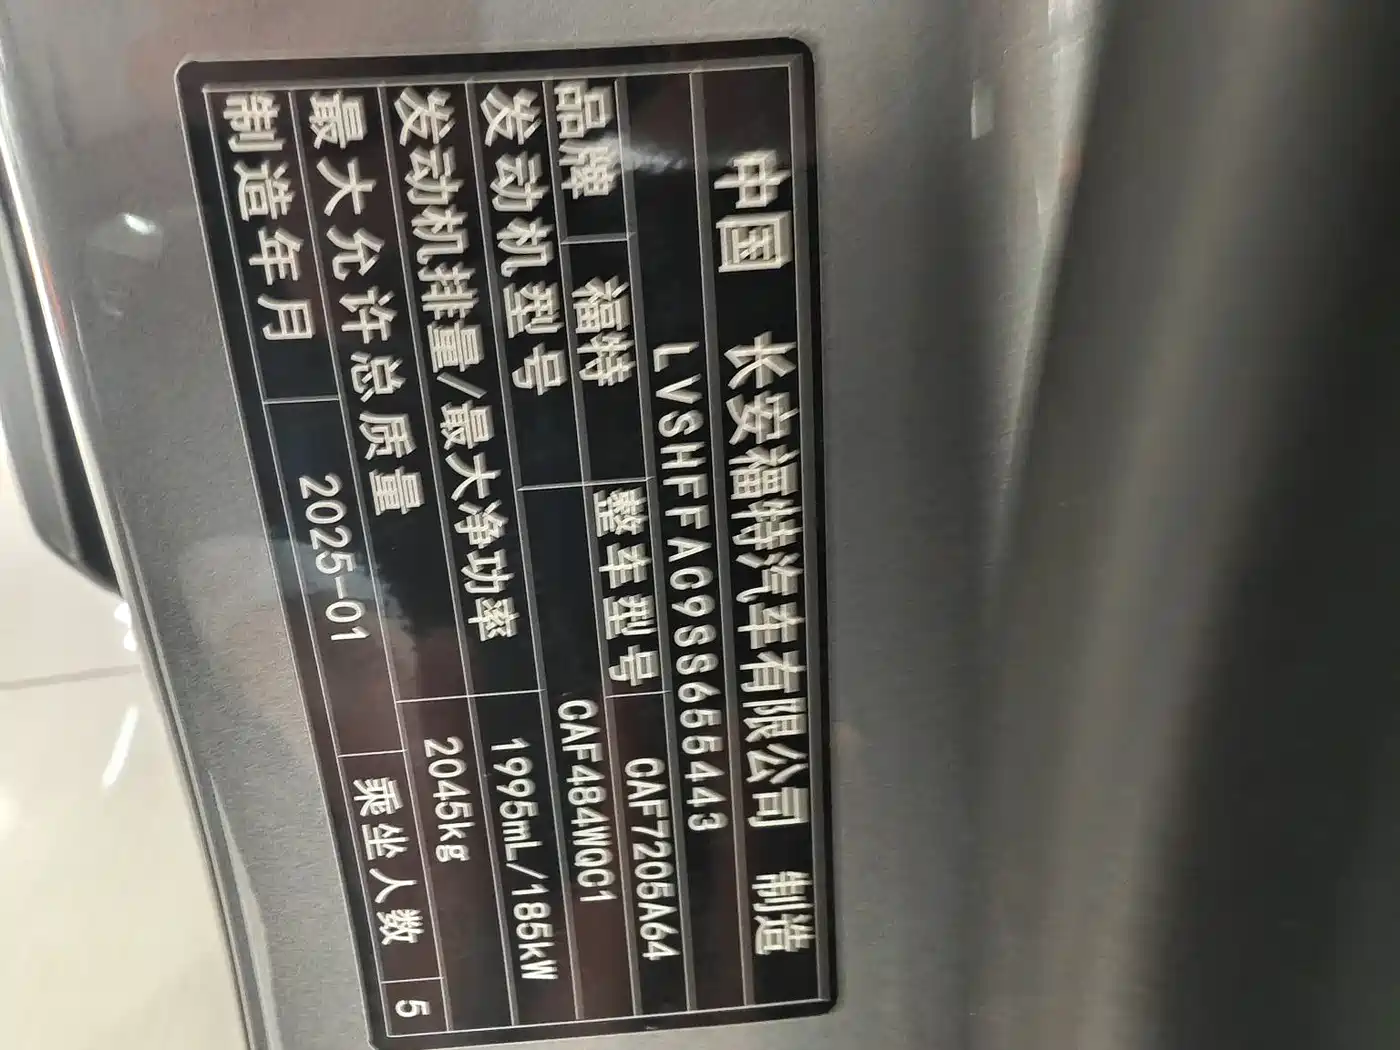 中国 长安福特汽车有限公司 制造
LVSHFFAC9SS655443
品牌 福特 整车型号 CAF7205A64
发动机型号 CAF484WQC1
发动机排量/最大净功率 1995mL/185kW
最大允许总质量 2045kg
制造年月 2025-01 乘坐人数 5